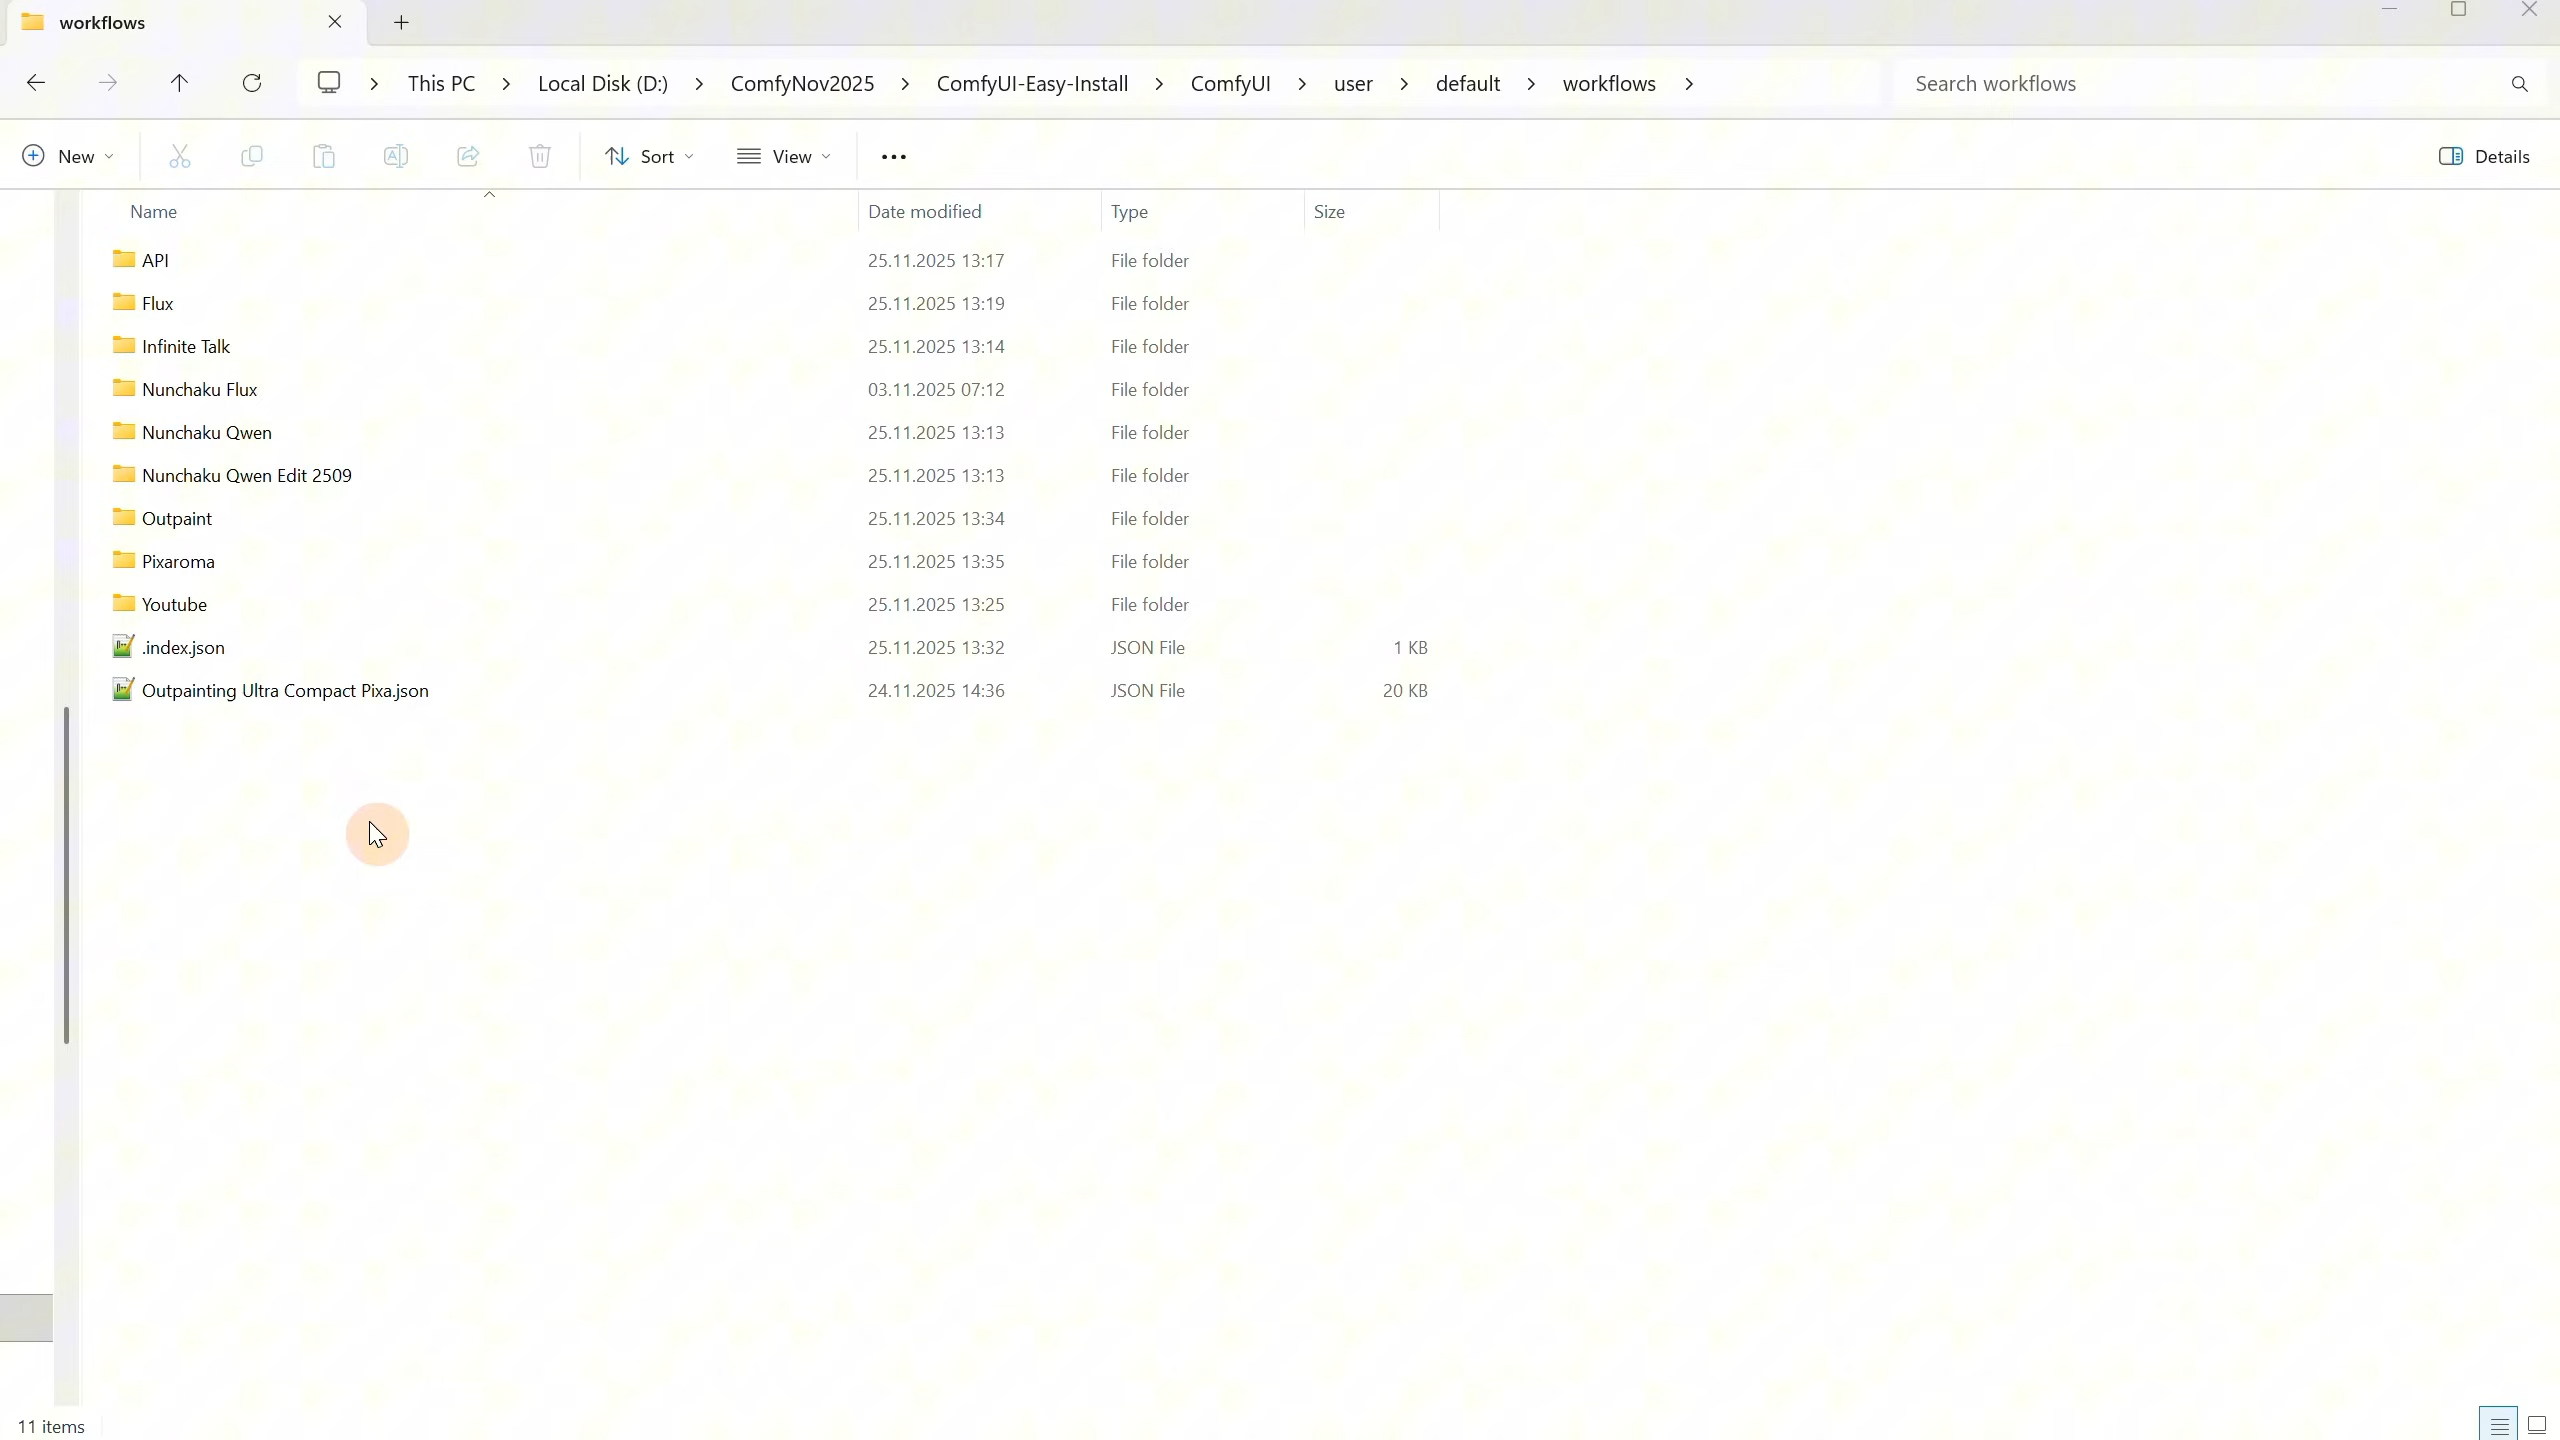 workflows
This PC > Local Disk (D:) > ComfyNov2025 > ComfyUI-Easy-Install > ComfyUI > user > default > workflows >
Search workflows
New
Sort
View
Details
Name Date modified Type Size
API 25.11.2025 13:17 File folder
Flux 25.11.2025 13:19 File folder
Infinite Talk 25.11.2025 13:14 File folder
Nunchaku Flux 03.11.2025 07:12 File folder
Nunchaku Qwen 25.11.2025 13:13 File folder
Nunchaku Qwen Edit 2509 25.11.2025 13:13 File folder
Outpaint 25.11.2025 13:34 File folder
Pixaroma 25.11.2025 13:35 File folder
Youtube 25.11.2025 13:25 File folder
.index.json 25.11.2025 13:32 JSON File 1 KB
Outpainting Ultra Compact Pixa.json 24.11.2025 14:36 JSON File 20 KB
11 items